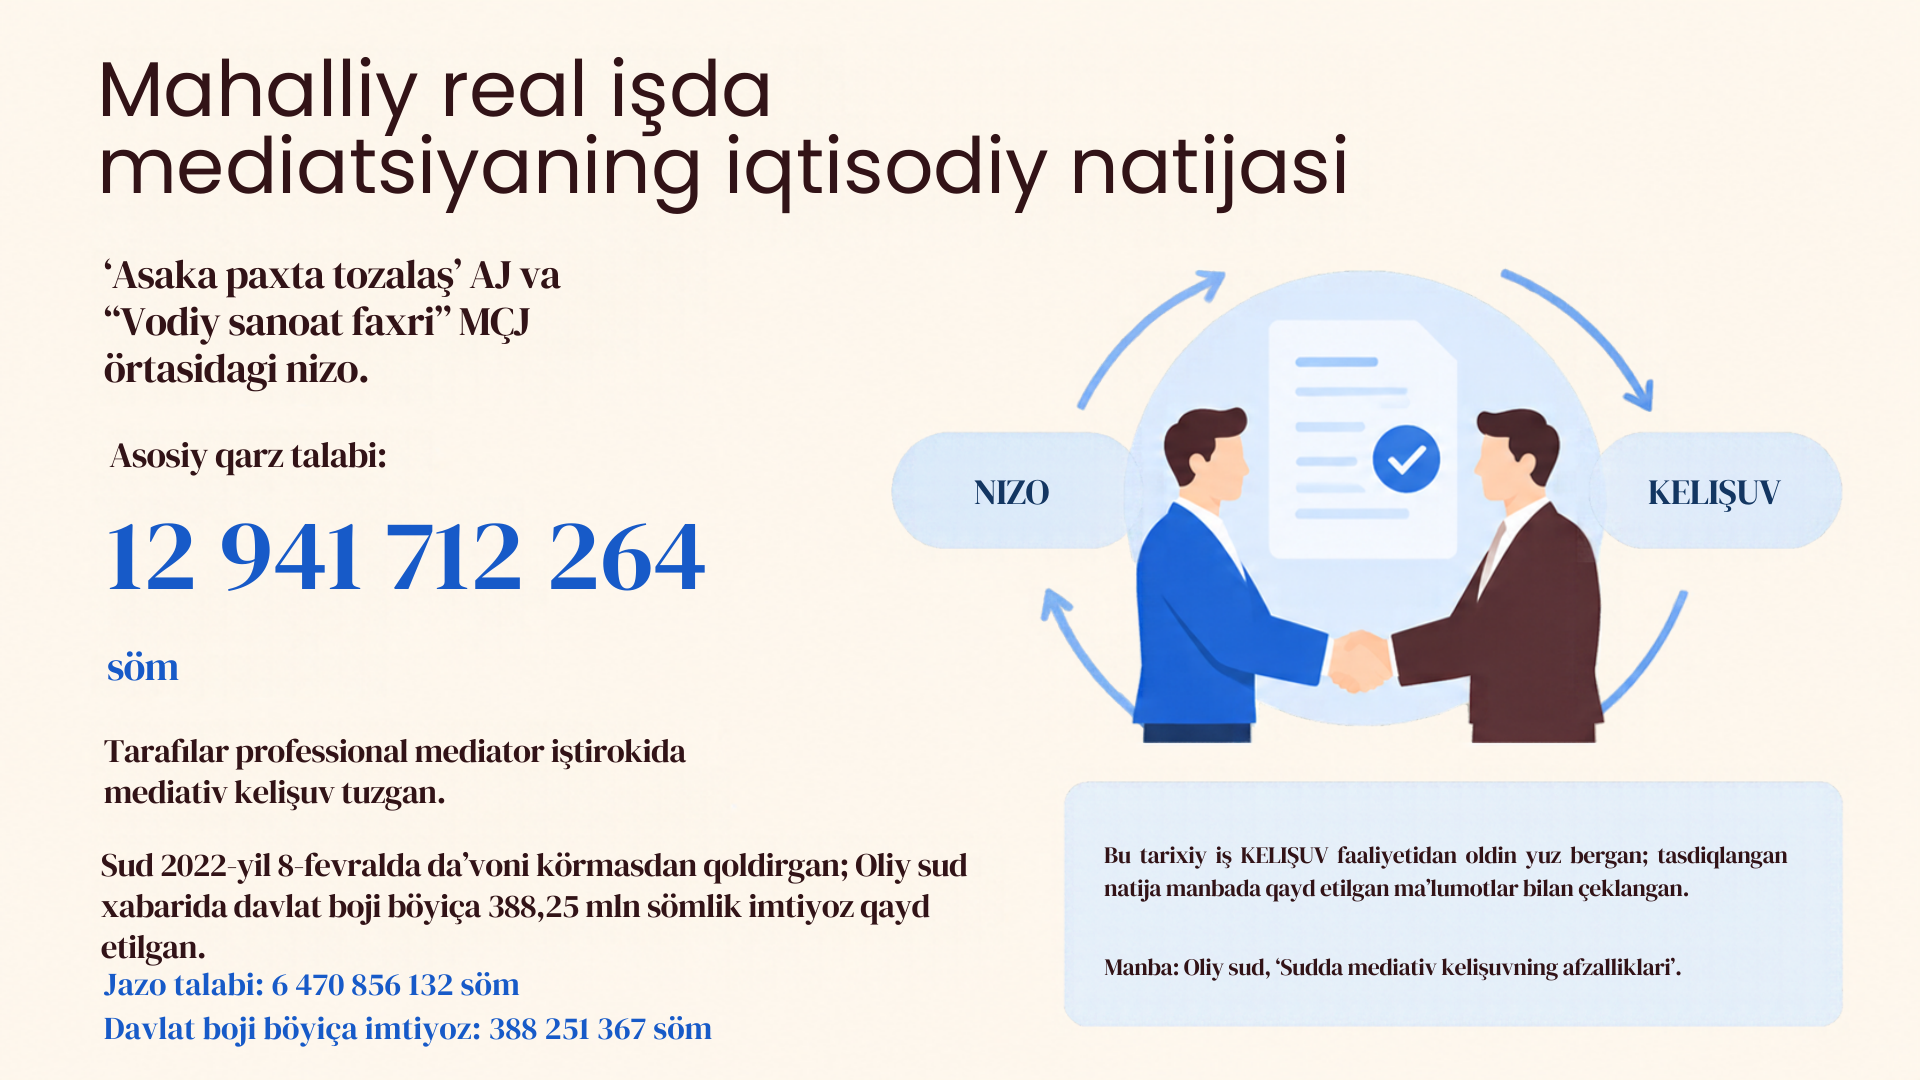 Mahalliy real işda
mediatsiyaning iqtisodiy natijasi
‘Asaka paxta tozalaş’ AJ va
“Vodiy sanoat faxri” MÇJ
örtasidagi nizo.
Asosiy qarz talabi:
12 941 712 264
söm
Tarafılar professional mediator iştirokida
mediativ kelişuv tuzgan.
Sud 2022-yil 8-fevralda da’voni körmasdan qoldirgan; Oliy sud
xabarida davlat boji böyiça 388,25 mln sömlik imtiyoz qayd
etilgan.
Jazo talabi: 6 470 856 132 söm
Davlat boji böyiça imtiyoz: 388 251 367 söm
NIZO
KELIŞUV
Bu tarixiy iş KELIŞUV faaliyetidan oldin yuz bergan; tasdiqlangan
natija manbada qayd etilgan ma’lumotlar bilan çeklangan.
Manba: Oliy sud, ‘Sudda mediativ kelişuvning afzalliklari’.